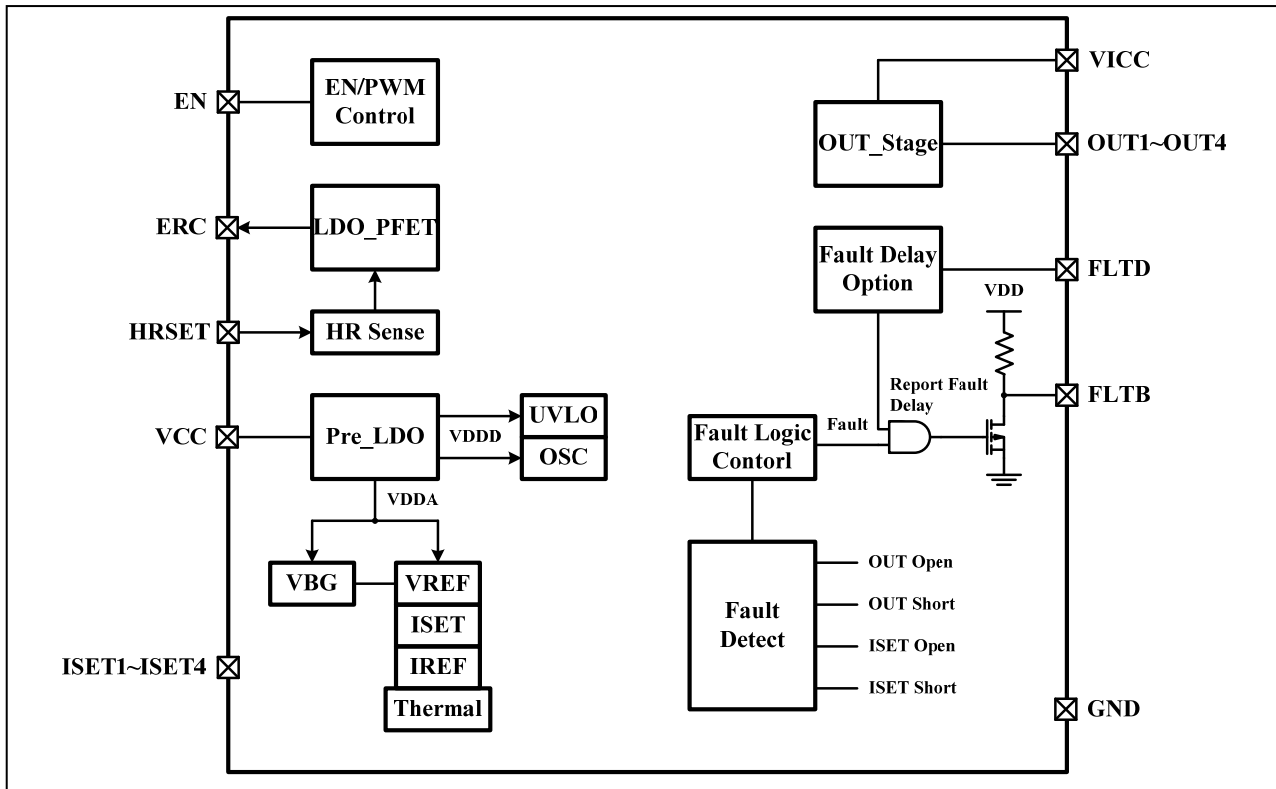 EN
EN/PWM
Control
ERC
LDO_PFET
HRSET
HR Sense
VCC
Pre_LDO
VDDD
UVLO
OSC
VDDA
VBG
VREF
ISET
IREF
Thermal
ISET1~ISET4
VICC
OUT_Stage
OUT1~OUT4
Fault Delay
Option
FLTD
VDD
Report Fault
Delay
FLTB
Fault Logic
Contorl
Fault
Fault
Detect
OUT Open
OUT Short
ISET Open
ISET Short
GND